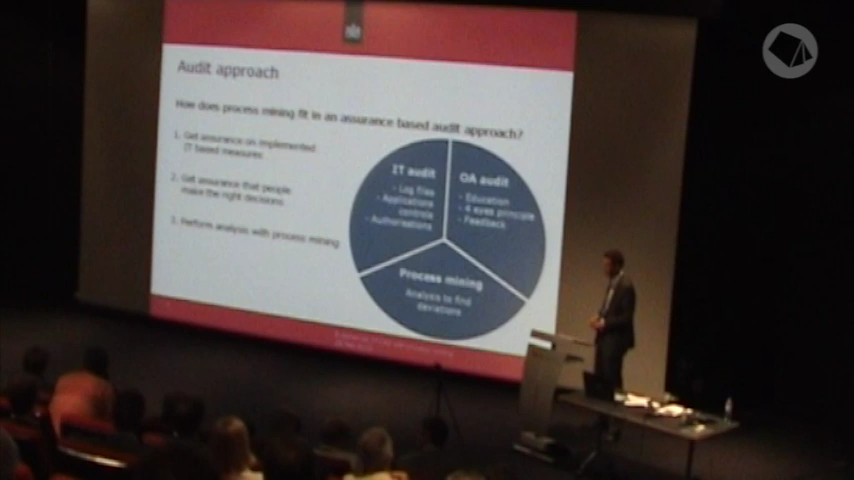 Audit approach
How does process mining fit in an assurance based audit approach?
1. Get assurance on implemented
IT based measures
2. Get assurance that people
make the right decisions
3. Perform analysis with process mining
IT audit
- Log files
- Applications
controls
- Authorisations
OA audit
- Education
- 4 eyes principle
- Feedback
Process mining
Analysis to find
deviations